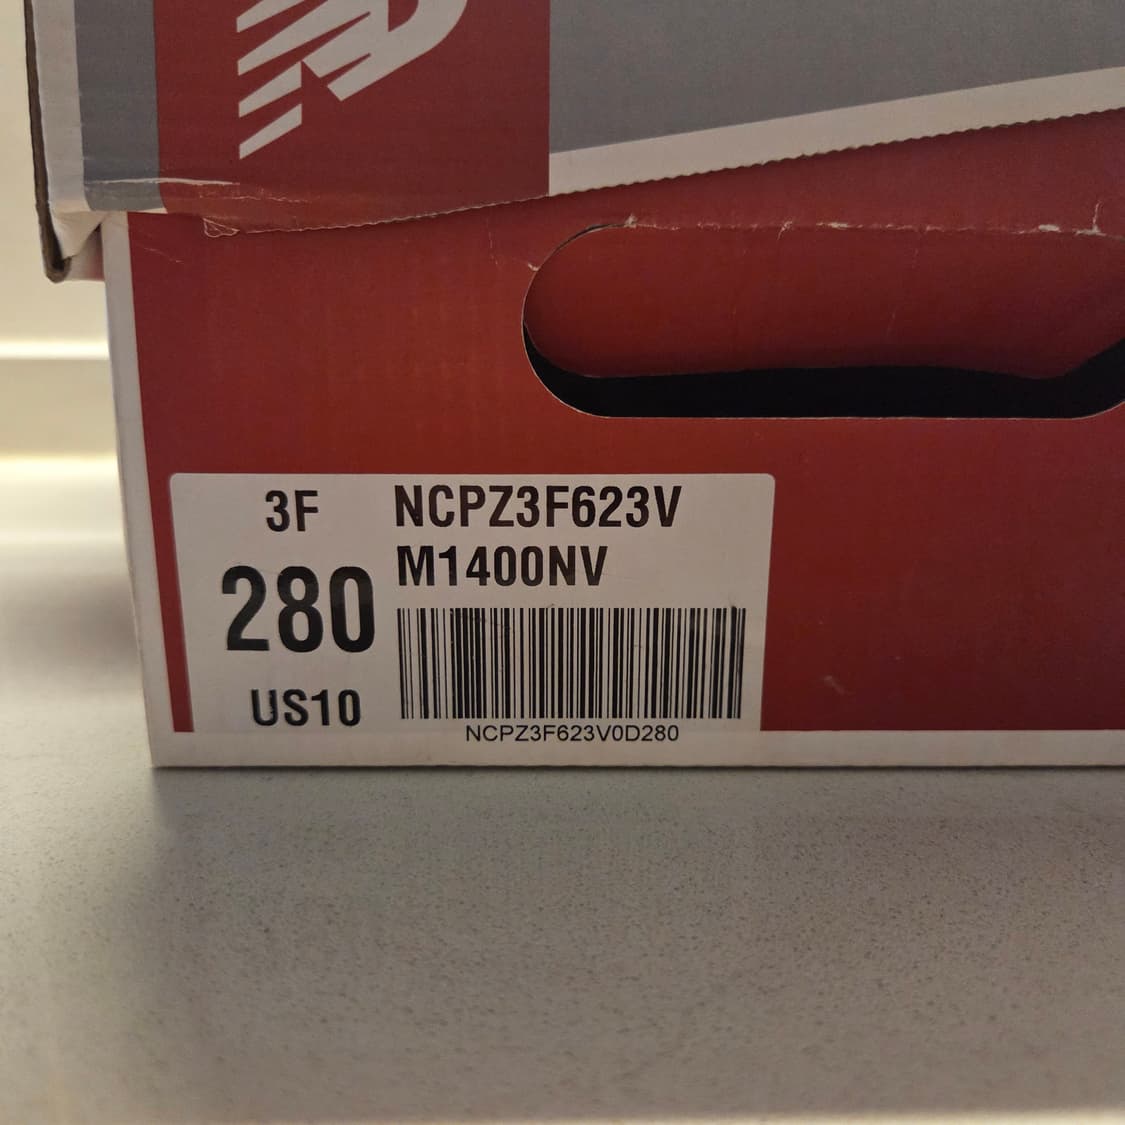 3F
280
US10
NCPZ3F623V
M1400NV
NCPZ3F623V0D280